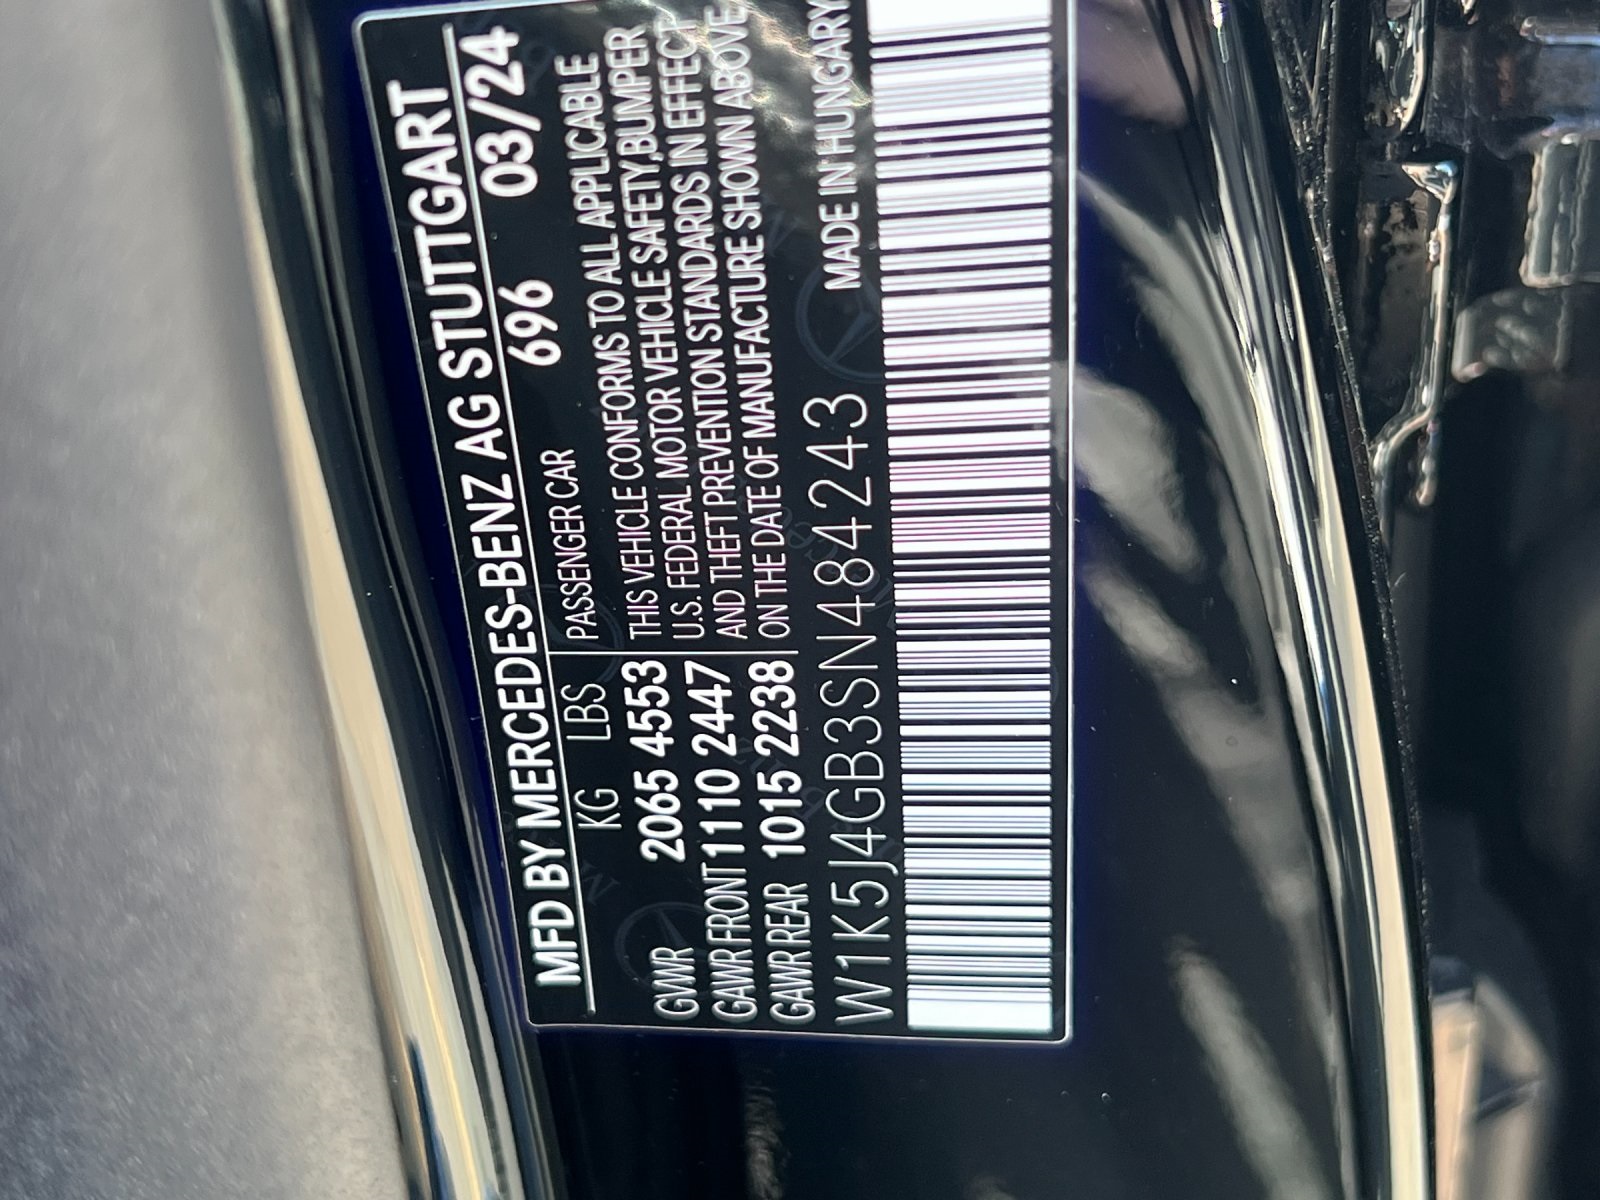 MFD BY MERCEDES-BENZ AG STUTTGART
696 03/24
KG LBS PASSENGER CAR
GVWR 2065 4553
GAWR FRONT 1110 2447
GAWR REAR 1015 2238
THIS VEHICLE CONFORMS TO ALL APPLICABLE
U.S. FEDERAL MOTOR VEHICLE SAFETY,BUMPER
AND THEFT PREVENTION STANDARDS IN EFFECT
ON THE DATE OF MANUFACTURE SHOWN ABOVE.
MADE IN HUNGARY
W1K5J4GB3SN484243